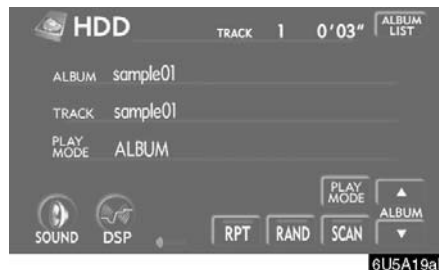 HDD TRACK 1 0'03" ALBUM LIST
ALBUM sample01
TRACK sample01
PLAY MODE ALBUM
PLAY MODE
ALBUM
SOUND DSP RPT RAND SCAN
6U5A19a